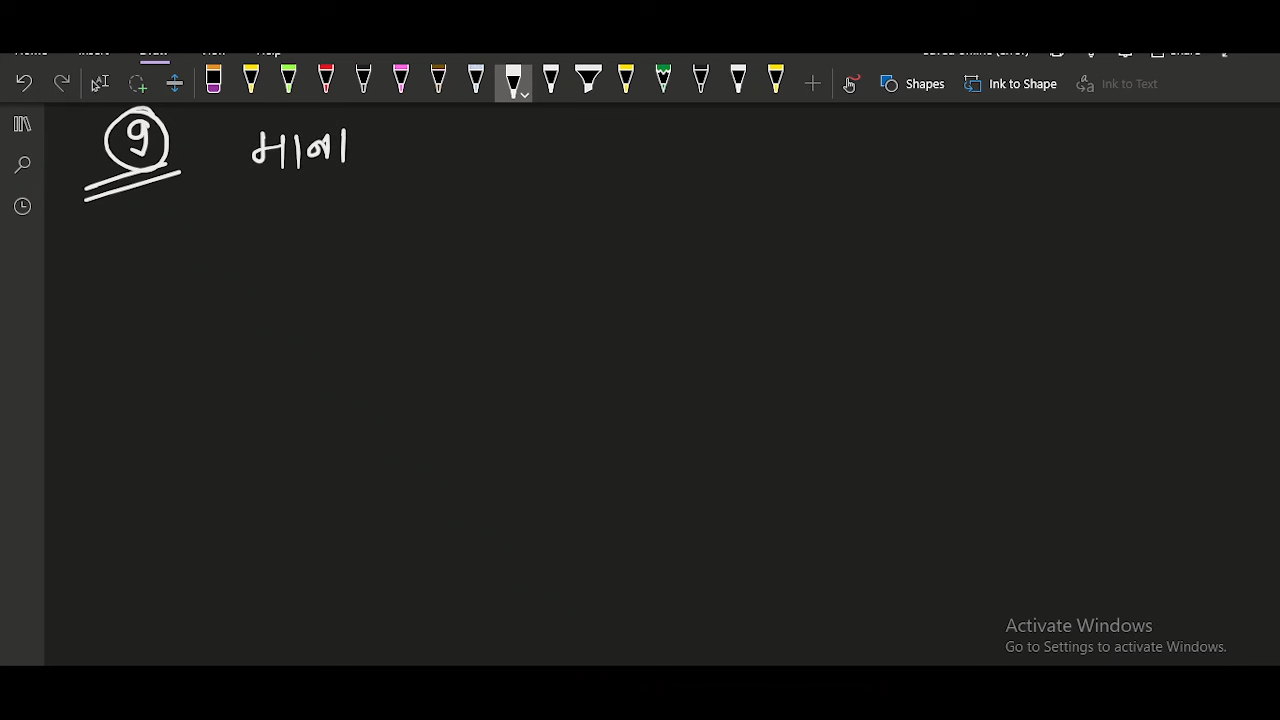 Shapes Ink to Shape Ink to Text
9 माना
Activate Windows
Go to Settings to activate Windows.